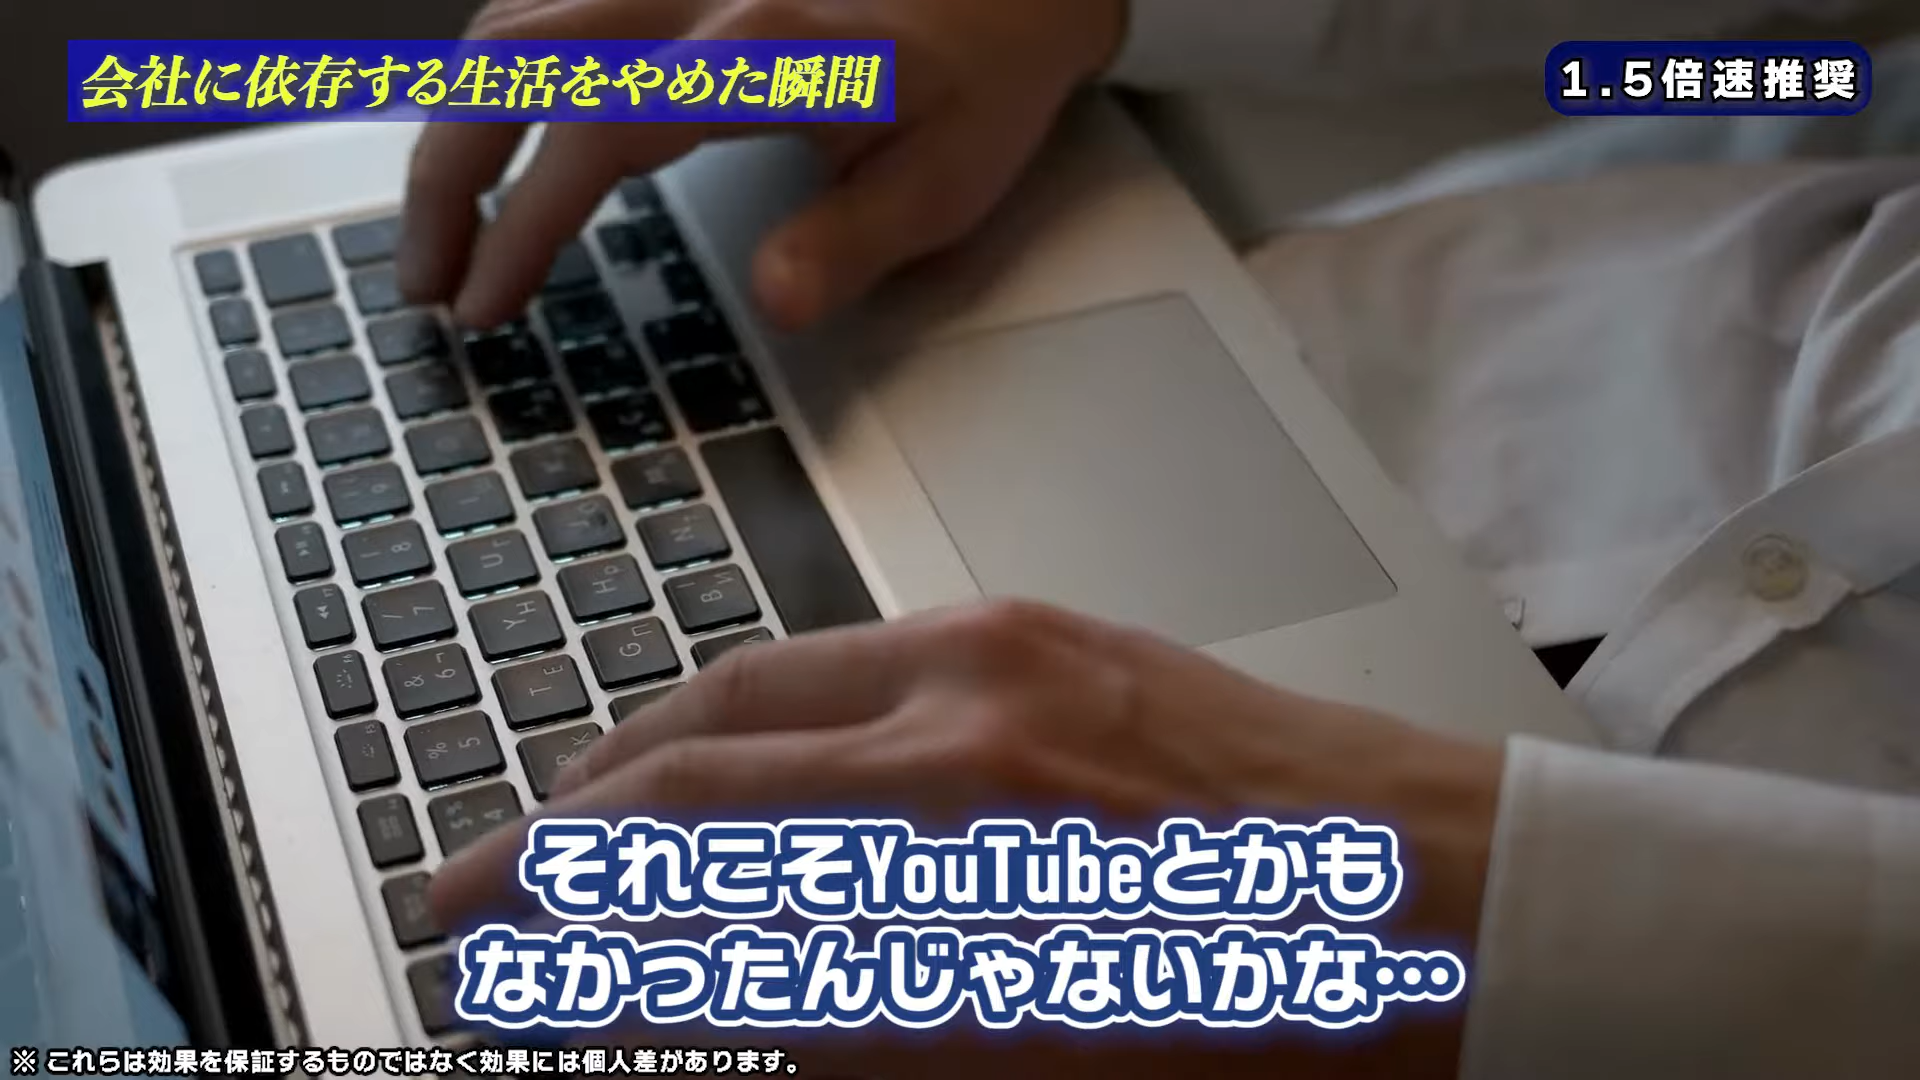 会社に依存する生活をやめた瞬間
1.5倍速推奨
それこそYouTubeとかも
なかったんじゃないかな…
※ これらは効果を保証するものではなく効果には個人差があります。